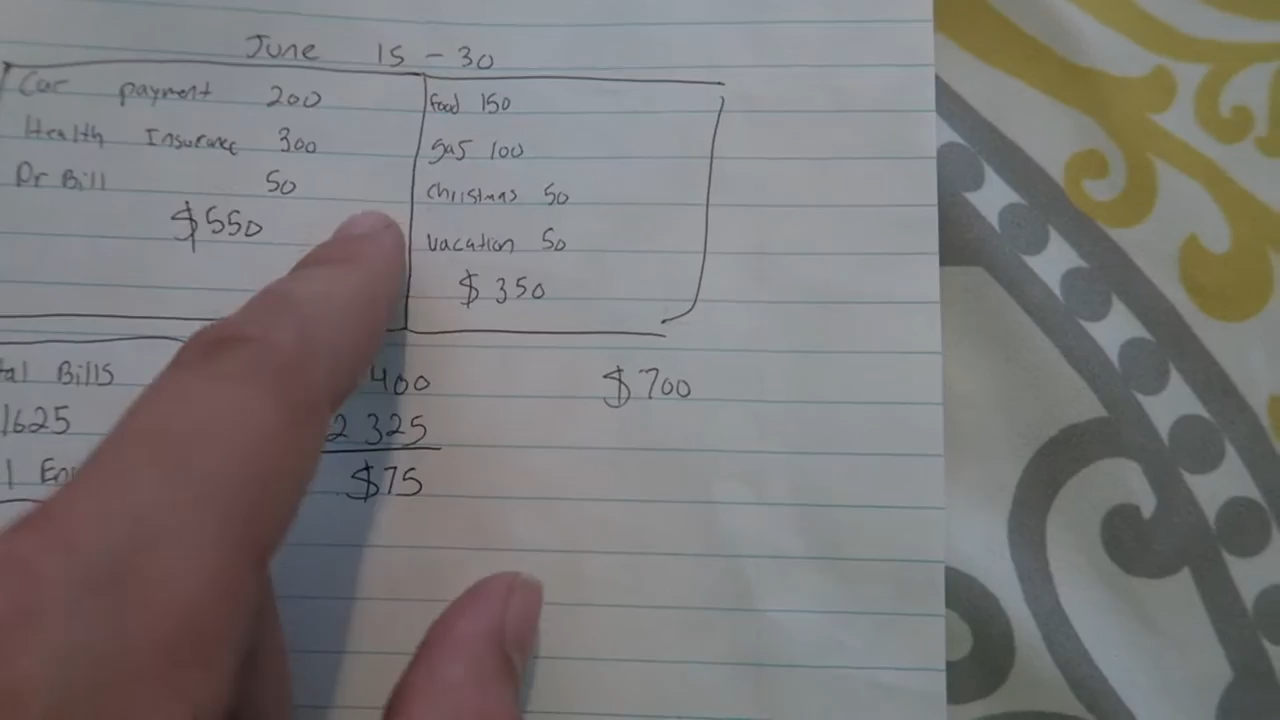 June 15 - 30
Car payment 200
Health Insurance 300
Dr Bill 50
$550
food 150
gas 100
christmas 50
vacation 50
$ 350
Bills
1625
400
2325
$75
$700